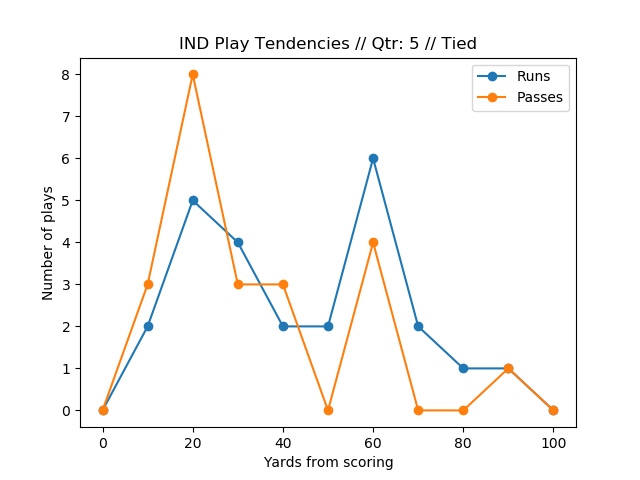 IND Play Tendencies // Qtr: 5 // Tied
Runs
Passes
Number of plays
8
7
6
5
4
3
2
1
0
0 20 40 60 80 100
Yards from scoring